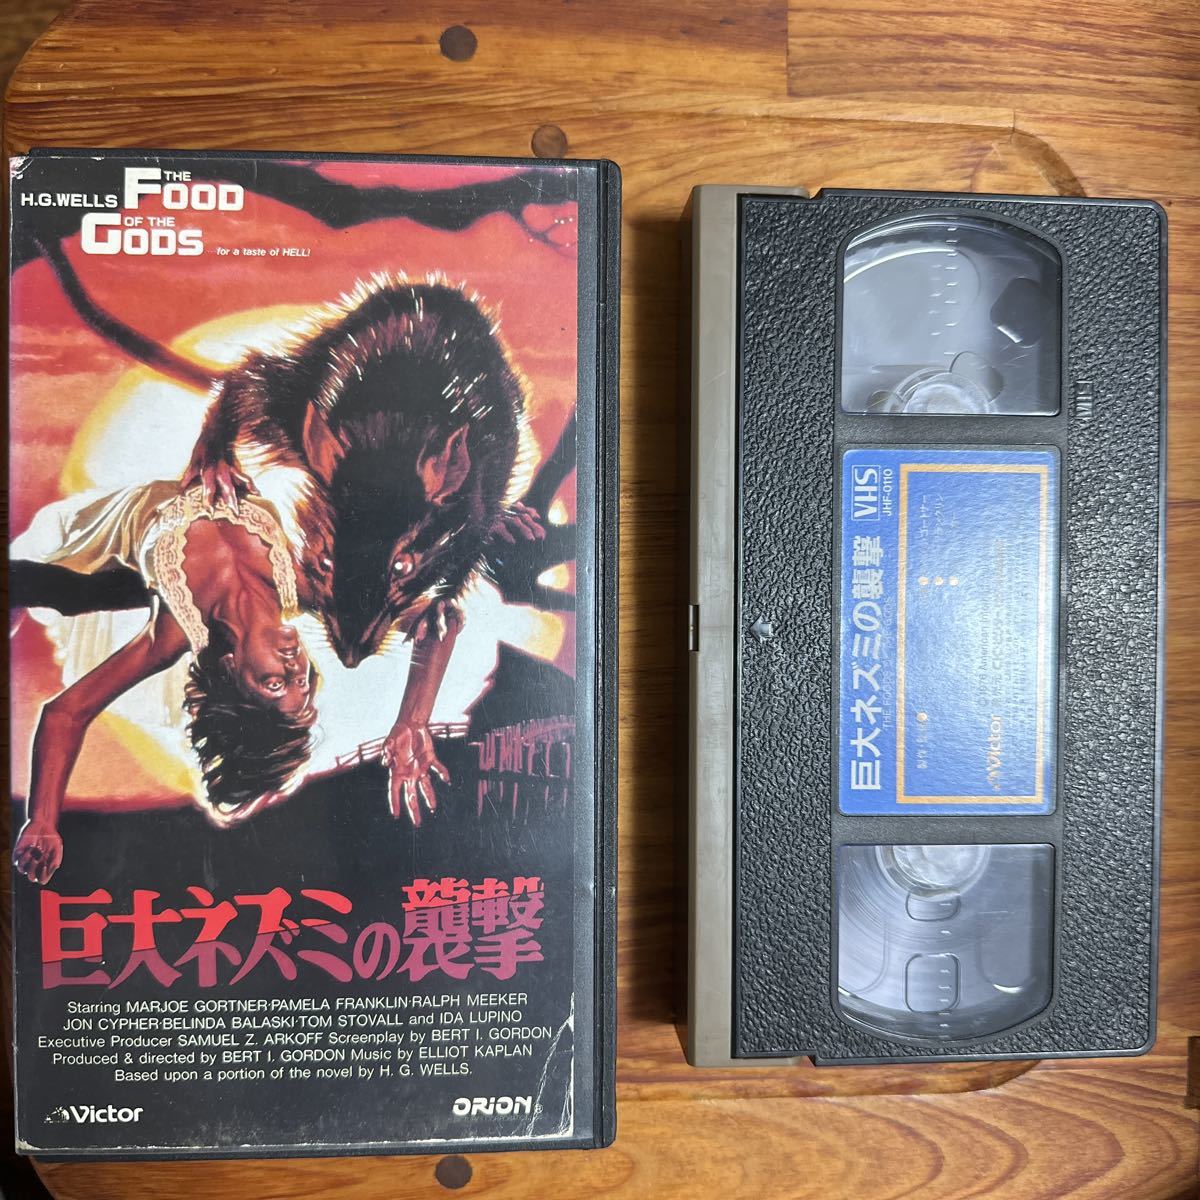 H.G.WELLS
THE
FOOD
OF THE
GODS
...for a taste of HELL!
巨大ネズミの襲撃
Starring MARJOE GORTNER·PAMELA FRANKLIN·RALPH MEEKER
JON CYPHER·BELINDA BALASKI·TOM STOVALL and IDA LUPINO
Executive Producer SAMUEL Z. ARKOFF Screenplay by BERT I. GORDON
Produced & directed by BERT I. GORDON Music by ELLIOT KAPLAN
Based upon a portion of the novel by H. G. WELLS.
Victor
ORION®
VHS
JHF-0110
巨大ネズミの襲撃
Victor